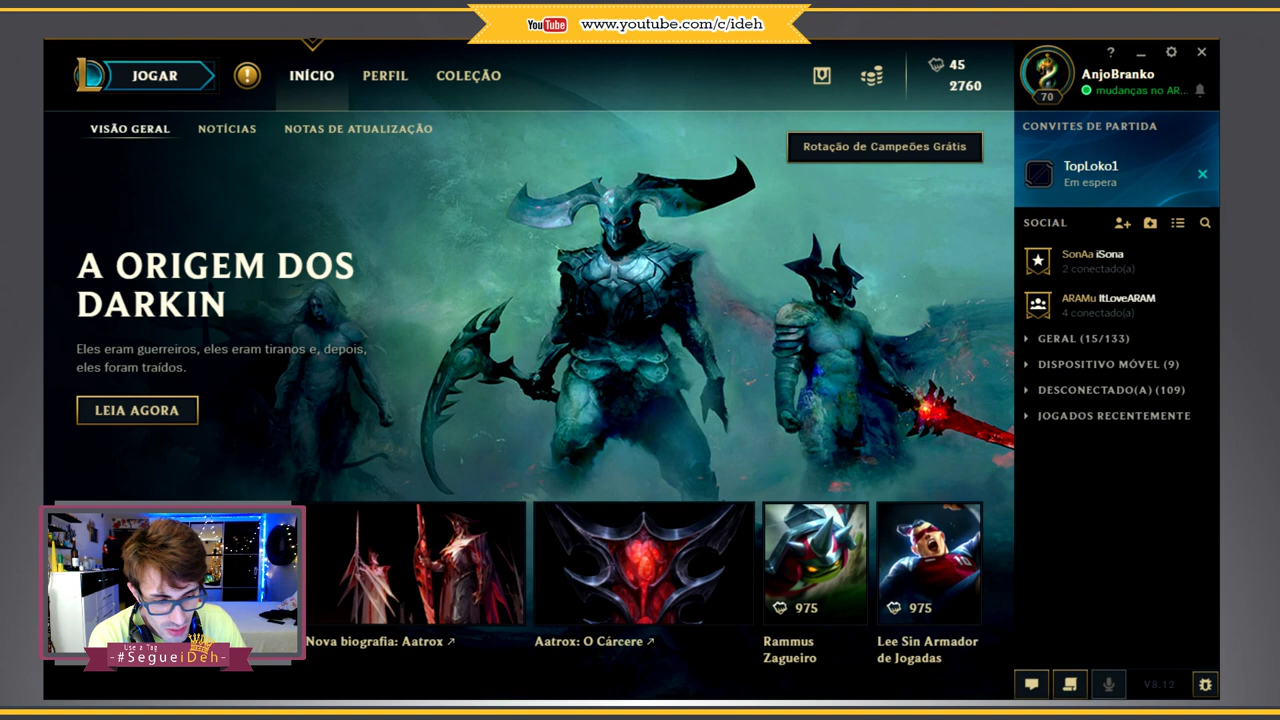 YouTube www.youtube.com/c/ideh
JOGAR
INÍCIO
PERFIL
COLEÇÃO
45
2760
?
AnjoBranko
mudanças no AR...
70
VISÃO GERAL
NOTÍCIAS
NOTAS DE ATUALIZAÇÃO
Rotação de Campeões Grátis
CONVITES DE PARTIDA
TopLoko1
Em espera
SOCIAL
SonAa iSona
2 conectado(a)
ARAMu ItLoveARAM
4 conectado(a)
GERAL (15/133)
DISPOSITIVO MÓVEL (9)
DESCONECTADO(A) (109)
JOGADOS RECENTEMENTE
A ORIGEM DOS
DARKIN
Eles eram guerreiros, eles eram tiranos e, depois,
eles foram traídos.
LEIA AGORA
975
975
Nova biografia: Aatrox
Aatrox: O Cárcere
Rammus
Zagueiro
Lee Sin Armador
de Jogadas
Use a Tag
-#SegueiDeh-
V8.12